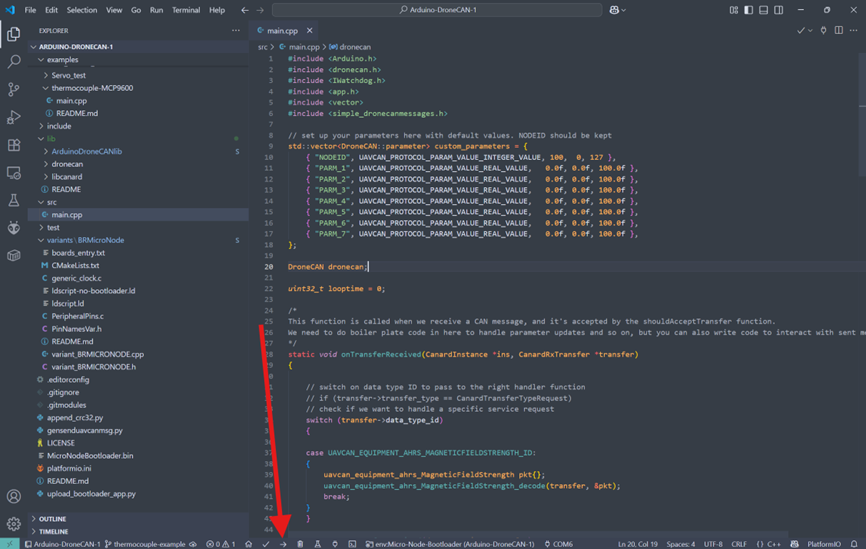 File Edit Selection View Go Run Terminal Help
Arduino-DroneCAN-1
EXPLORER
ARDUINO-DRONECAN-1
examples
Servo_test
thermocouple-MCP9600
main.cpp
README.md
include
lib
ArduinoDroneCANlib S
dronecan
libcanard
README
src
main.cpp
test
variants \ BRMicroNode S
boards_entry.txt
CMakeLists.txt
generic_clock.c
ldscript-no-bootloader.ld
ldscript.ld
PeripheralPins.c
PinNamesVar.h
README.md
variant_BRMICRONODE.cpp
variant_BRMICRONODE.h
.editorconfig
.gitignore
.gitmodules
append_crc32.py
gensenduavcanmsg.py
LICENSE
MicroNodeBootloader.bin
platformio.ini
README.md
upload_bootloader_app.py
OUTLINE
TIMELINE
main.cpp
src > main.cpp > dronecan
1 #include <Arduino.h>
2 #include <dronecan.h>
3 #include <IWatchdog.h>
4 #include <app.h>
5 #include <vector>
6 #include <simple_dronecanmessages.h>
7
8 // set up your parameters here with default values. NODEID should be kept
9 std::vector<DroneCAN::parameter> custom_parameters = {
10 { "NODEID", UAVCAN_PROTOCOL_PARAM_VALUE_INTEGER_VALUE, 100, 0, 127 },
11 { "PARM_1", UAVCAN_PROTOCOL_PARAM_VALUE_REAL_VALUE, 0.0f, 0.0f, 100.0f },
12 { "PARM_2", UAVCAN_PROTOCOL_PARAM_VALUE_REAL_VALUE, 0.0f, 0.0f, 100.0f },
13 { "PARM_3", UAVCAN_PROTOCOL_PARAM_VALUE_REAL_VALUE, 0.0f, 0.0f, 100.0f },
14 { "PARM_4", UAVCAN_PROTOCOL_PARAM_VALUE_REAL_VALUE, 0.0f, 0.0f, 100.0f },
15 { "PARM_5", UAVCAN_PROTOCOL_PARAM_VALUE_REAL_VALUE, 0.0f, 0.0f, 100.0f },
16 { "PARM_6", UAVCAN_PROTOCOL_PARAM_VALUE_REAL_VALUE, 0.0f, 0.0f, 100.0f },
17 { "PARM_7", UAVCAN_PROTOCOL_PARAM_VALUE_REAL_VALUE, 0.0f, 0.0f, 100.0f },
18 };
19
20 DroneCAN dronecan;
21
22 uint32_t looptime = 0;
23
24 /*
25 This function is called when we receive a CAN message, and it's accepted by the shouldAcceptTransfer function.
We need to do boiler plate code in here to handle parameter updates and so on, but you can also write code to interact with sent me
*/
28 static void onTransferReceived(CanardInstance *ins, CanardRxTransfer *transfer)
29 {
30
31 // switch on data type ID to pass to the right handler function
// if (transfer->transfer_type == CanardTransferTypeRequest)
// check if we want to handle a specific service request
switch (transfer->data_type_id)
{
case UAVCAN_EQUIPMENT_AHRS_MAGNETICFIELDSTRENGTH_ID:
{
39 uavcan_equipment_ahrs_MagneticFieldStrength pkt{};
40 uavcan_equipment_ahrs_MagneticFieldStrength_decode(transfer, &pkt);
41 break;
}
}
44
Arduino-DroneCAN-1 thermocouple-example 0 1 env:Micro-Node-Bootloader (Arduino-DroneCAN-1) COM6 Ln 20, Col 19 Spaces: 4 UTF-8 CRLF {} C++ PlatformIO